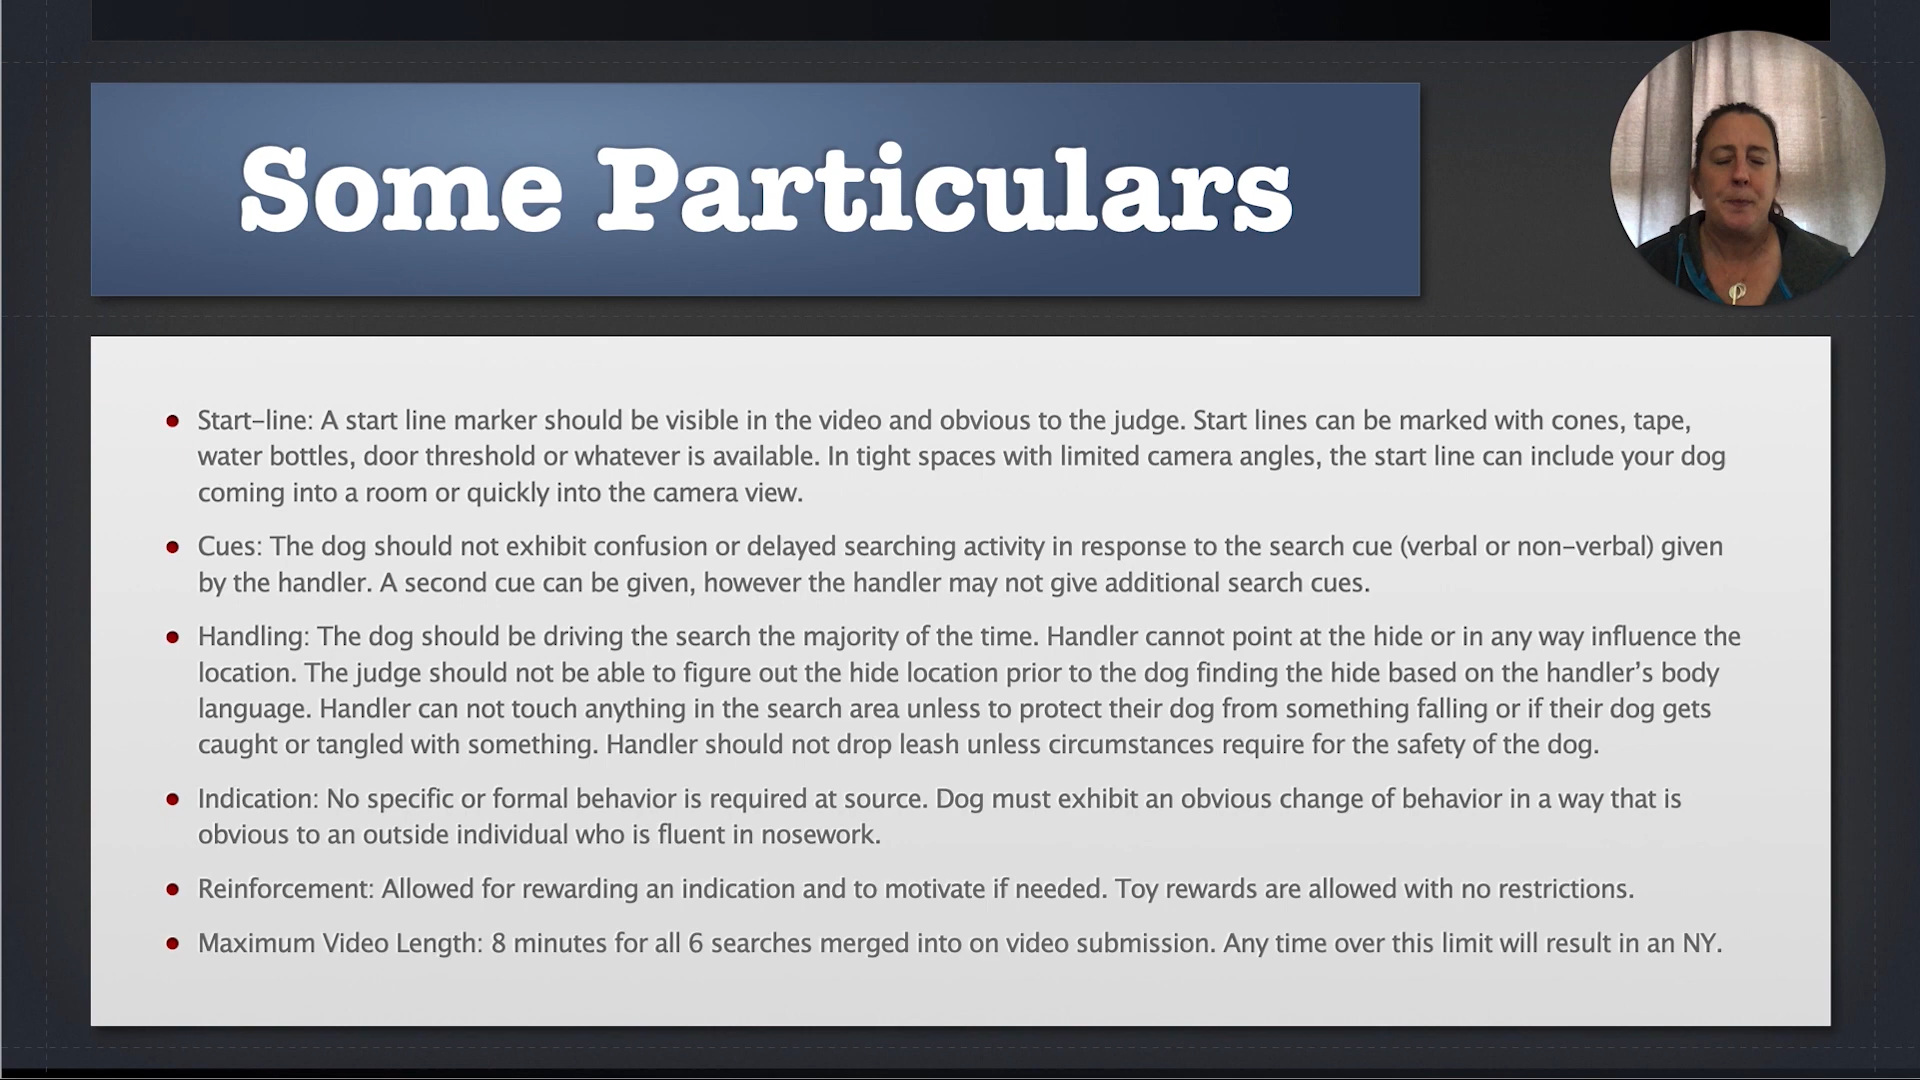 Some Particulars
Start-line: A start line marker should be visible in the video and obvious to the judge. Start lines can be marked with cones, tape,
water bottles, door threshold or whatever is available. In tight spaces with limited camera angles, the start line can include your dog
coming into a room or quickly into the camera view.
Cues: The dog should not exhibit confusion or delayed searching activity in response to the search cue (verbal or non-verbal) given
by the handler. A second cue can be given, however the handler may not give additional search cues.
Handling: The dog should be driving the search the majority of the time. Handler cannot point at the hide or in any way influence the
location. The judge should not be able to figure out the hide location prior to the dog finding the hide based on the handler’s body
language. Handler can not touch anything in the search area unless to protect their dog from something falling or if their dog gets
caught or tangled with something. Handler should not drop leash unless circumstances require for the safety of the dog.
Indication: No specific or formal behavior is required at source. Dog must exhibit an obvious change of behavior in a way that is
obvious to an outside individual who is fluent in nosework.
Reinforcement: Allowed for rewarding an indication and to motivate if needed. Toy rewards are allowed with no restrictions.
Maximum Video Length: 8 minutes for all 6 searches merged into on video submission. Any time over this limit will result in an NY.